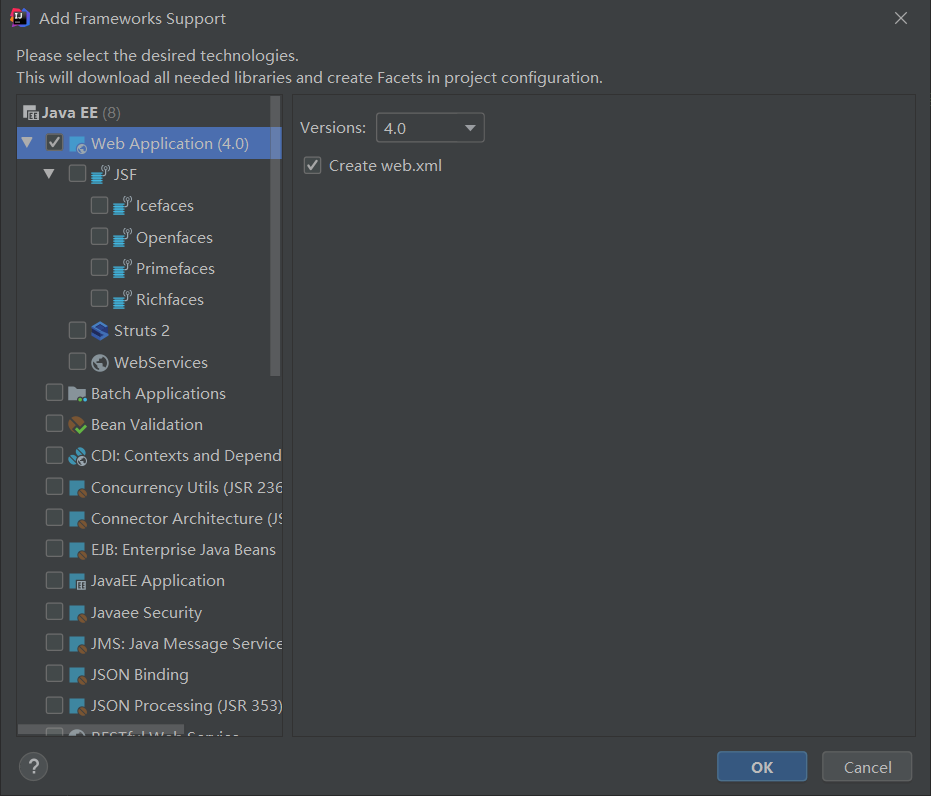 Add Frameworks Support
Please select the desired technologies.
This will download all needed libraries and create Facets in project configuration.
Java EE (8)
Web Application (4.0)
JSF
Icefaces
Openfaces
Primefaces
Richfaces
Struts 2
WebServices
Batch Applications
Bean Validation
CDI: Contexts and Depend
Concurrency Utils (JSR 236
Connector Architecture (JS
EJB: Enterprise Java Beans
JavaEE Application
Javaee Security
JMS: Java Message Service
JSON Binding
JSON Processing (JSR 353)
RESTful Web Service
Versions: 4.0
Create web.xml
?
OK
Cancel